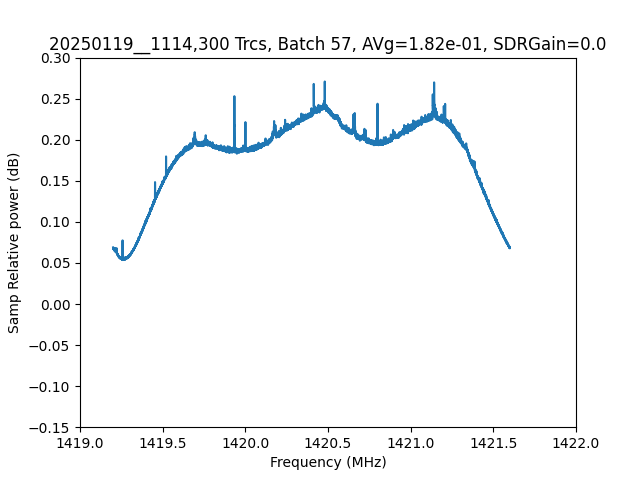 20250119__1114,300 Trcs, Batch 57, AVg=1.82e-01, SDRGain=0.0
0.30
0.25
0.20
0.15
0.10
0.05
0.00
−0.05
−0.10
−0.15
Samp Relative power (dB)
1419.0 1419.5 1420.0 1420.5 1421.0 1421.5 1422.0
Frequency (MHz)